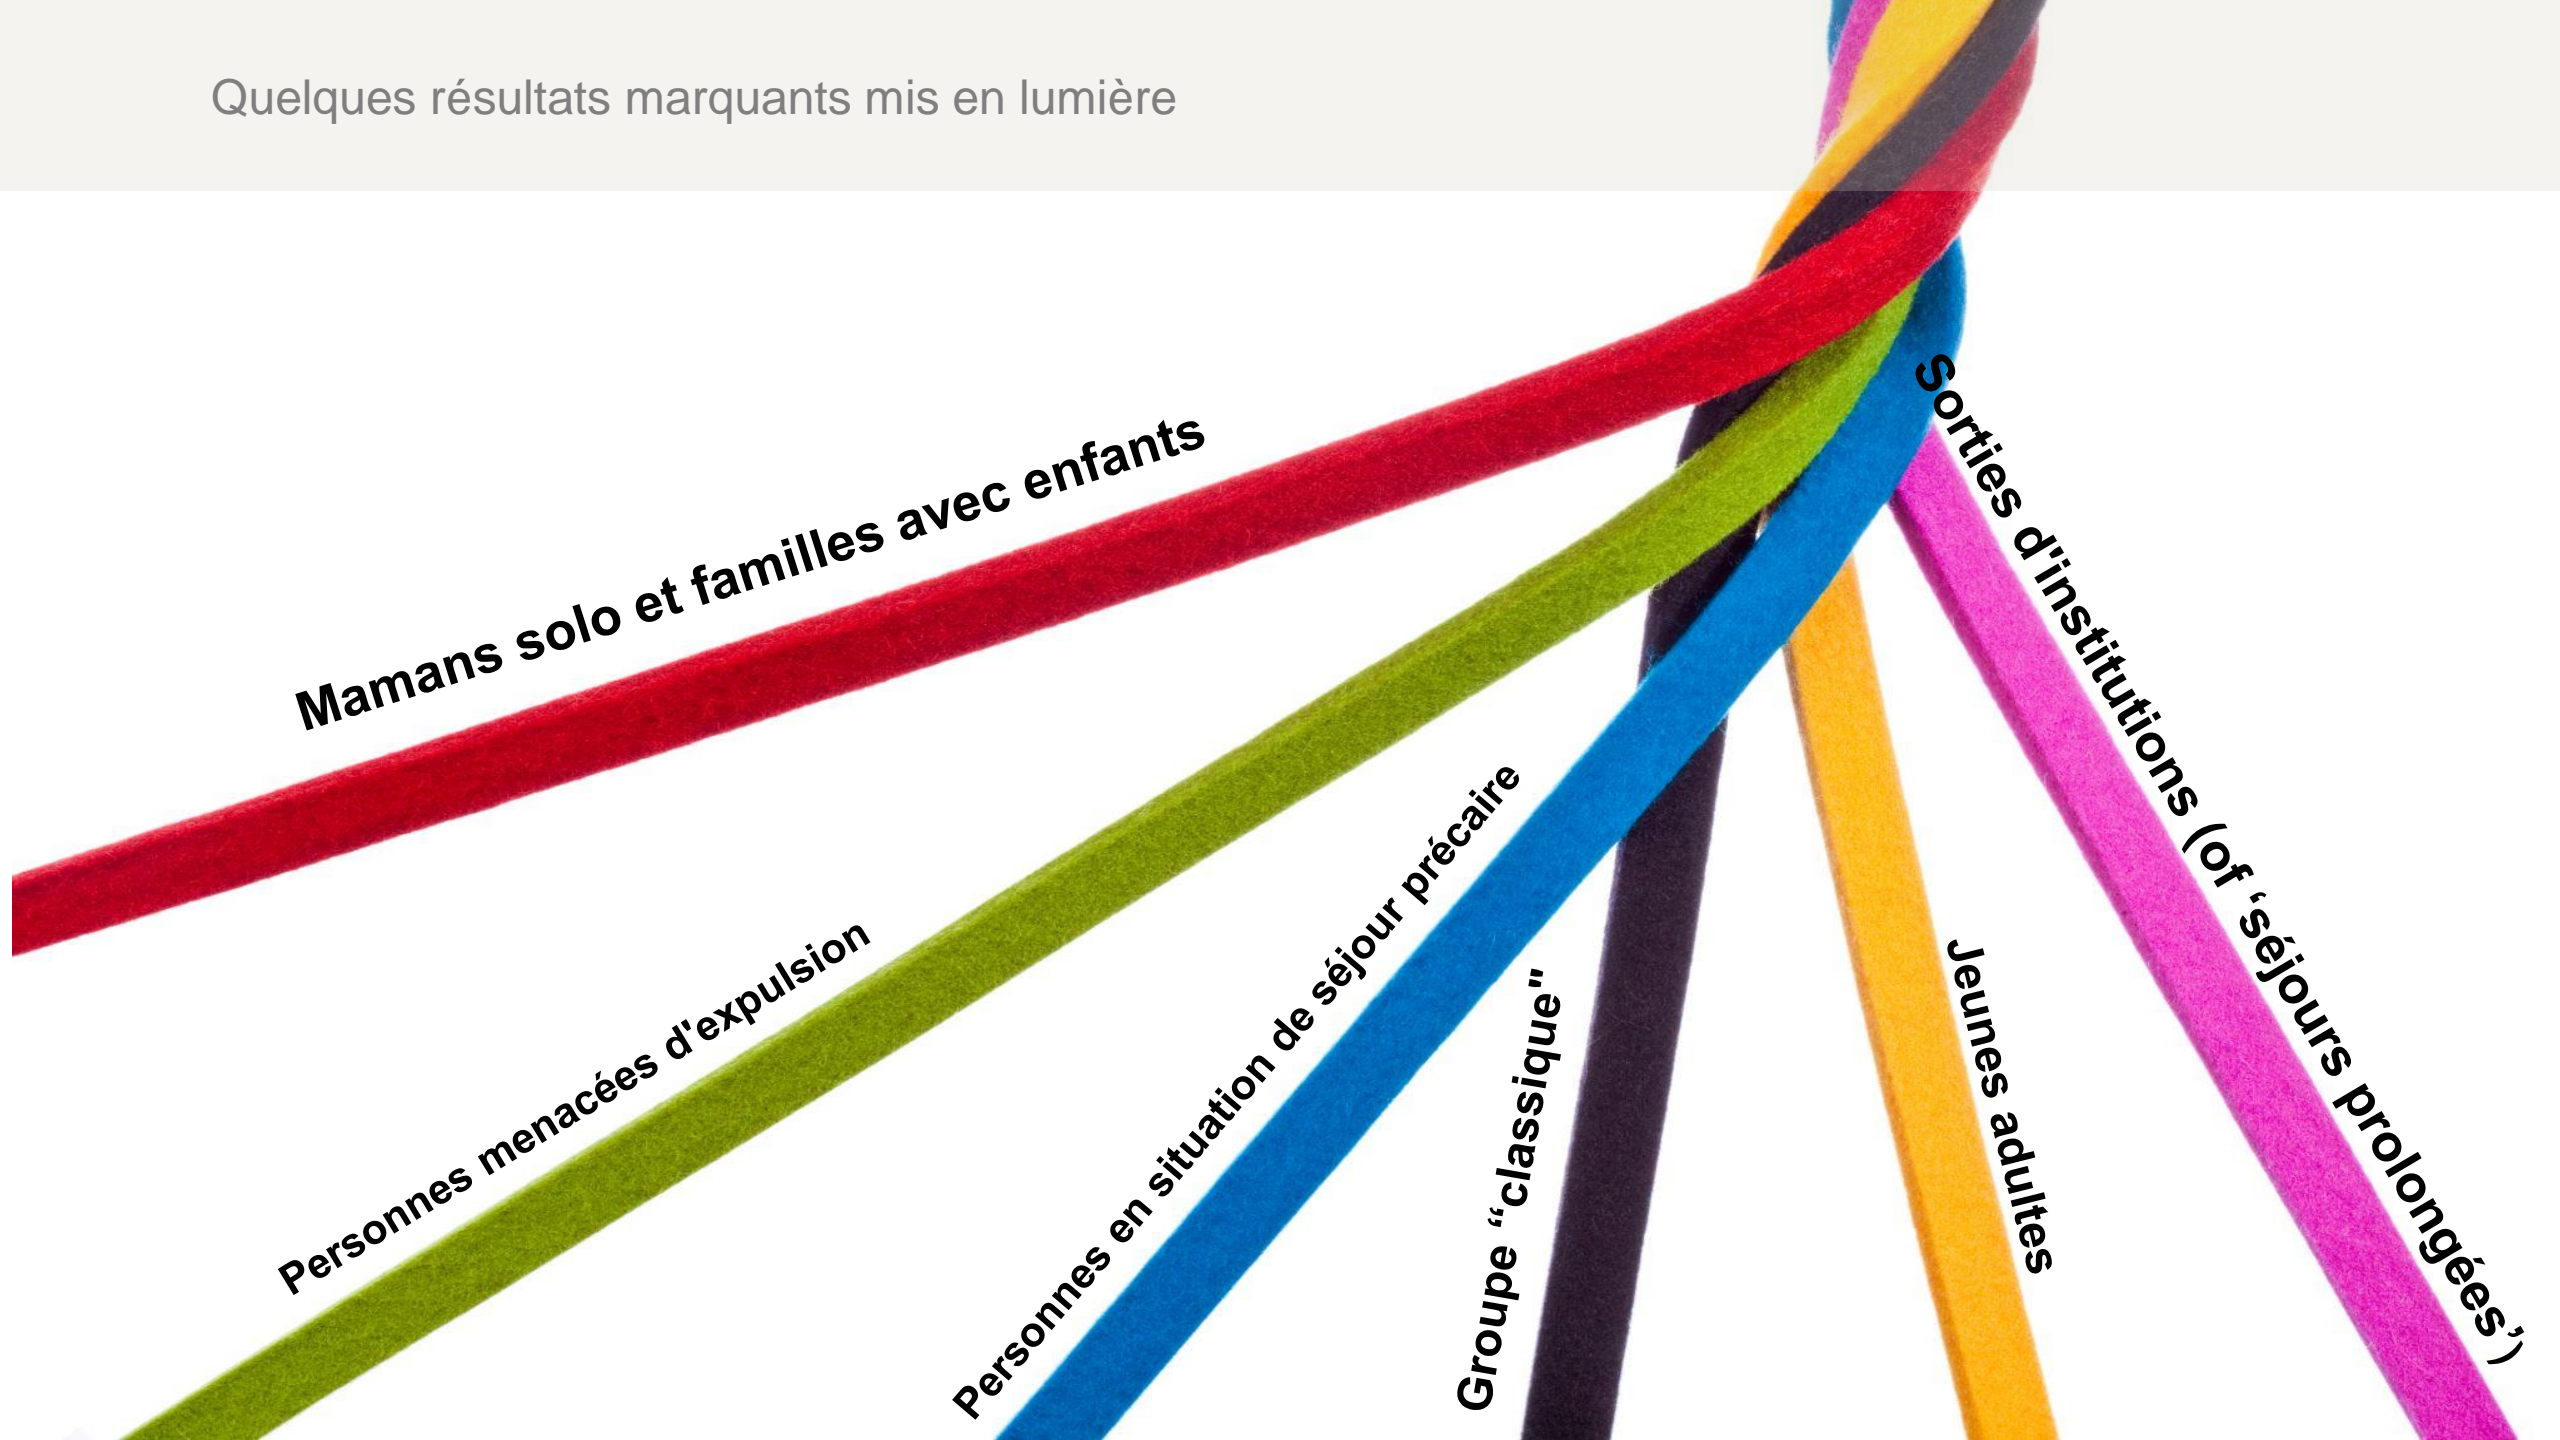 Quelques résultats marquants mis en lumière
Mamans solo et familles avec enfants
Personnes menacées d'expulsion
Personnes en situation de séjour précaire
Groupe “classique"
Jeunes adultes
Sorties d'institutions (of ‘séjours prolongées’)